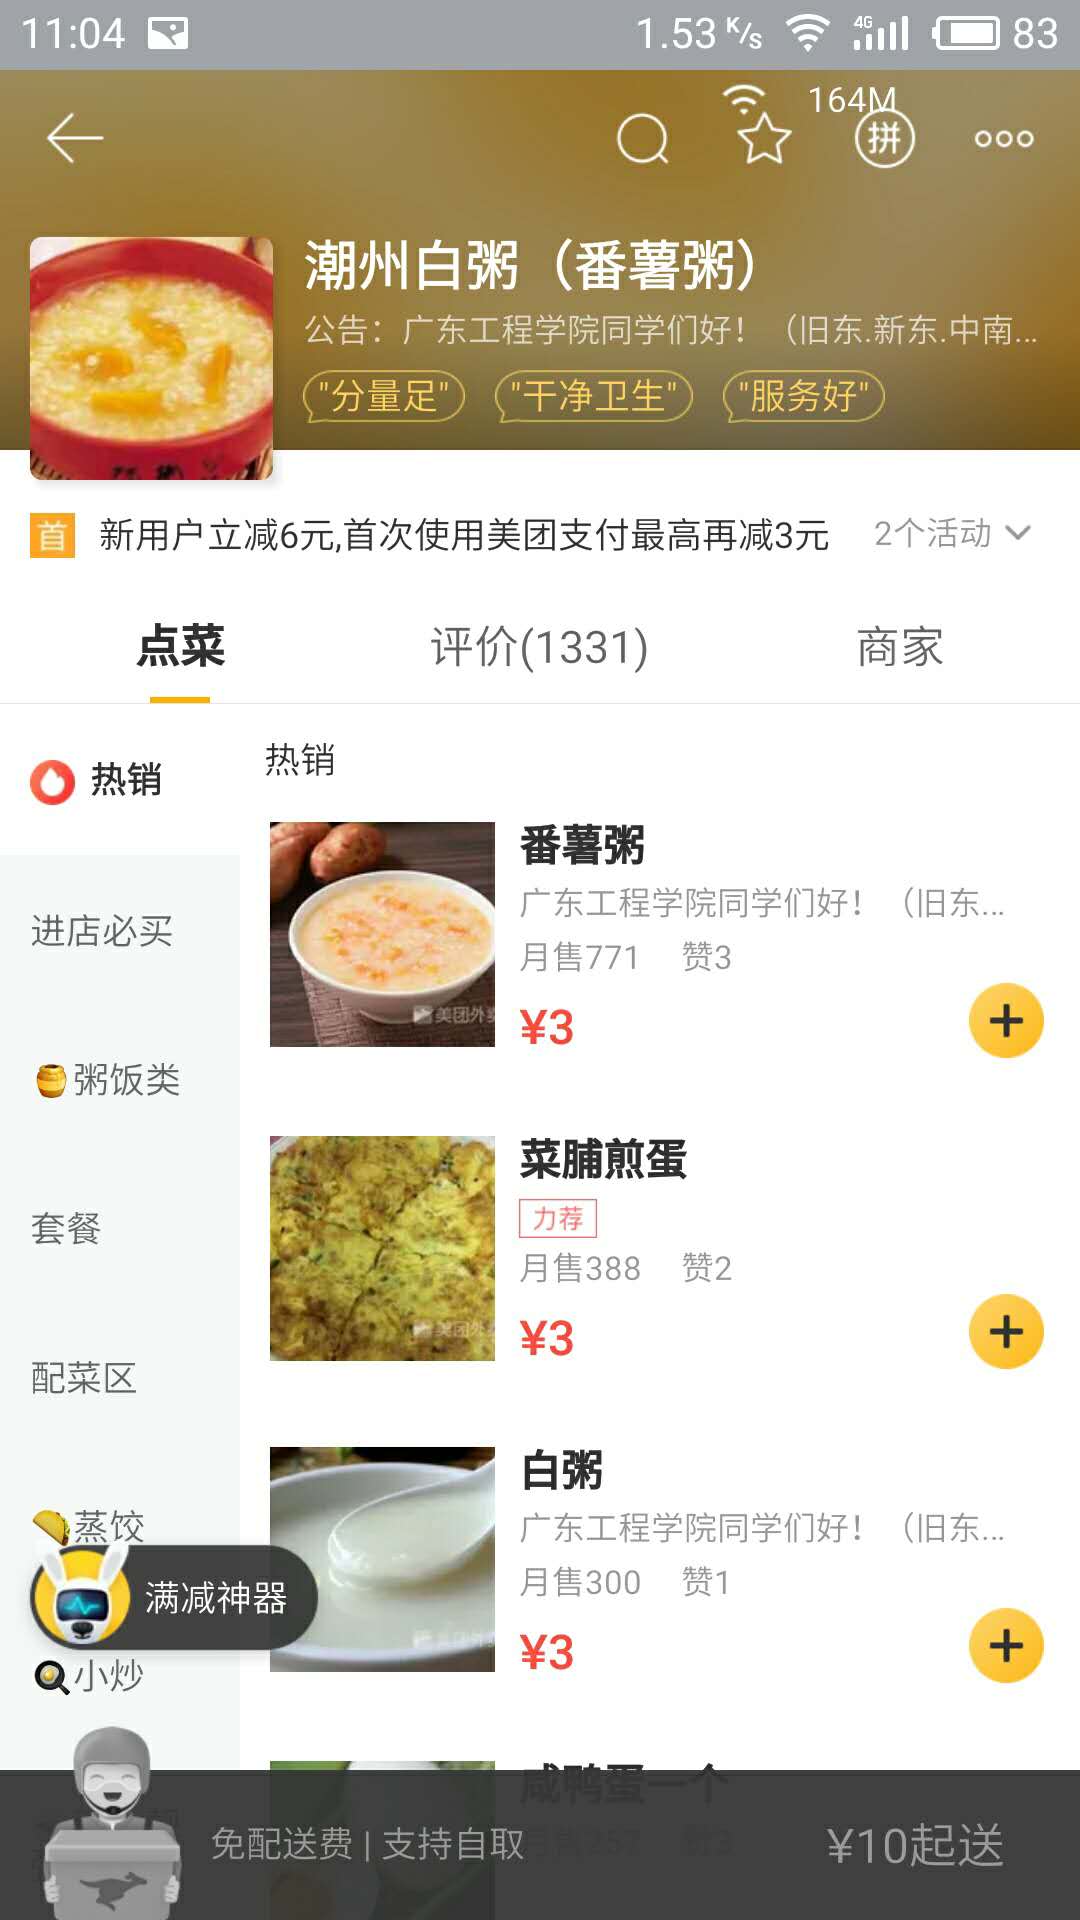 11:04
1.53 K/s
4G
83
164M
拼
潮州白粥（番薯粥）
公告：广东工程学院同学们好！（旧东.新东.中南...
"分量足" "干净卫生" "服务好"
首 新用户立减6元,首次使用美团支付最高再减3元 2个活动
点菜 评价(1331) 商家
热销
进店必买
粥饭类
套餐
配菜区
蒸饺
满减神器
小炒
热销
番薯粥
广东工程学院同学们好！（旧东...
月售771 赞3
¥3
美团外卖
菜脯煎蛋
力荐
月售388 赞2
¥3
美团外
白粥
广东工程学院同学们好！（旧东...
月售300 赞1
¥3
咸鸭蛋一个
月售257 赞3
免配送费 | 支持自取
¥10起送